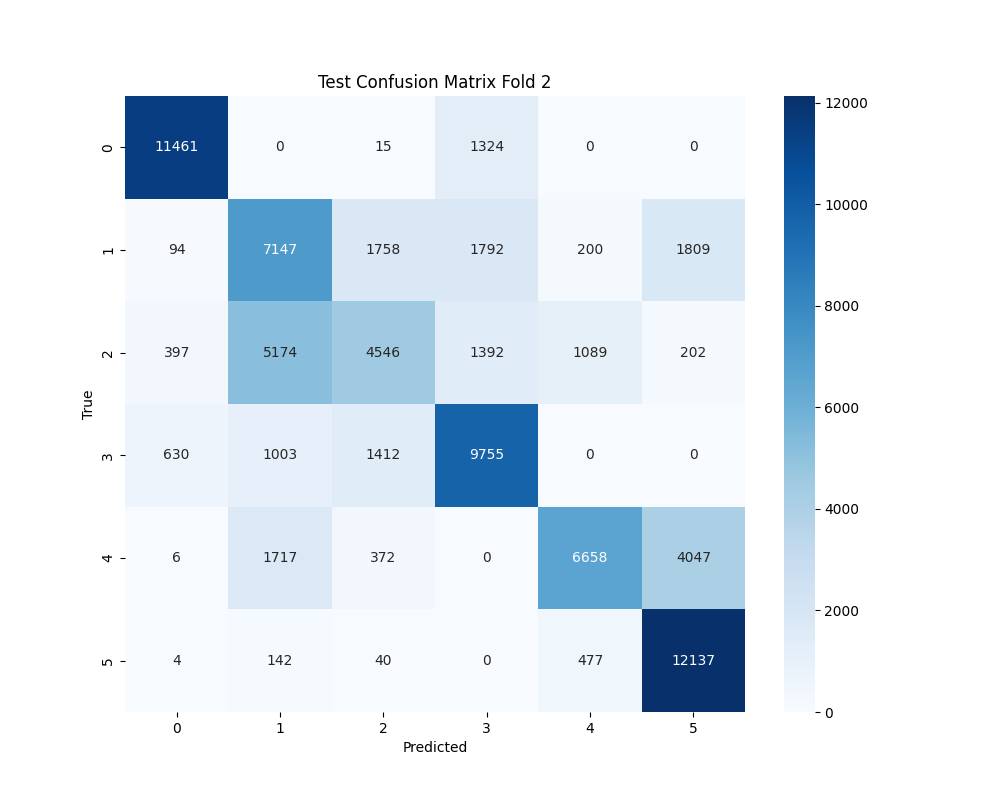 Test Confusion Matrix Fold 2
0 11461 0 15 1324 0 0
1 94 7147 1758 1792 200 1809
2 397 5174 4546 1392 1089 202
3 630 1003 1412 9755 0 0
4 6 1717 372 0 6658 4047
5 4 142 40 0 477 12137
0 1 2 3 4 5
Predicted
True
12000
10000
8000
6000
4000
2000
0